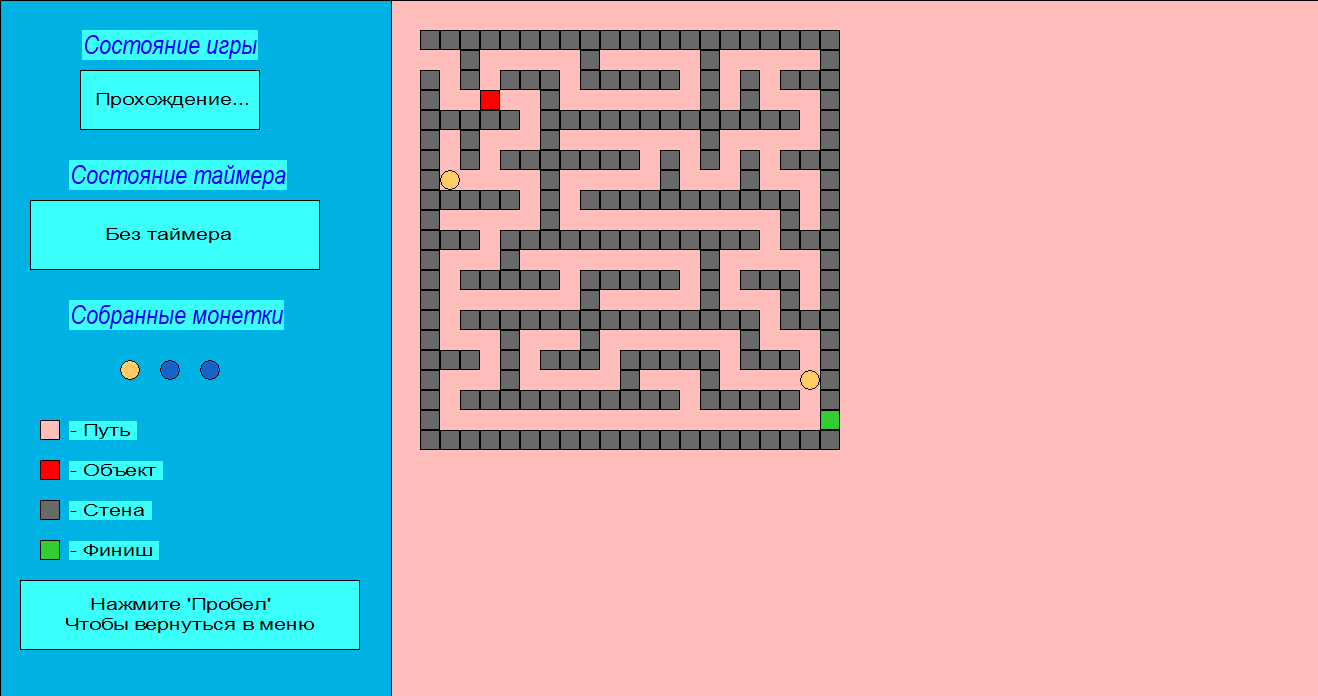 Состояние игры
Прохождение...
Состояние таймера
Без таймера
Собранные монетки
- Путь
- Объект
- Стена
- Финиш
Нажмите 'Пробел'
Чтобы вернуться в меню